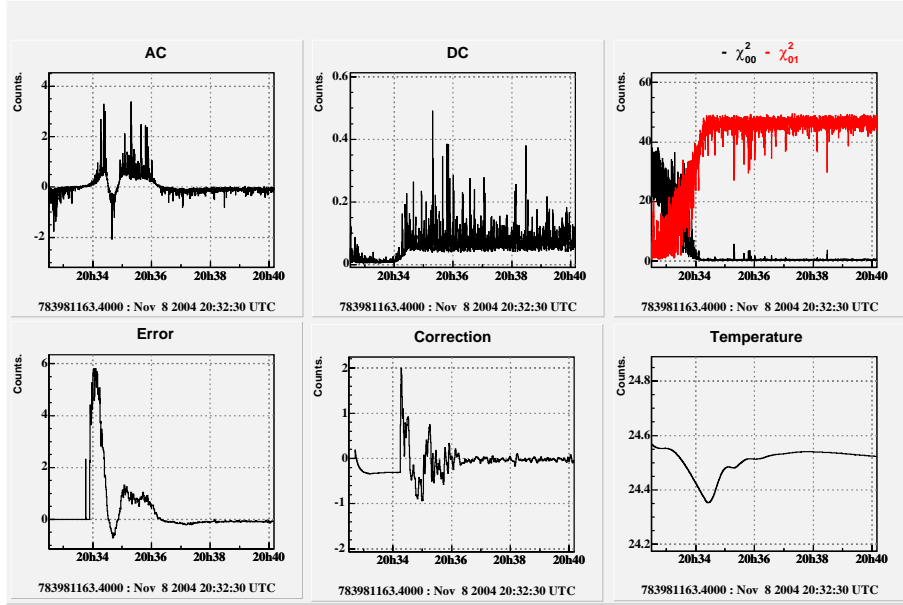 AC
Counts.
4
2
0
-2
20h34 20h36 20h38 20h40
783981163.4000 : Nov 8 2004 20:32:30 UTC
DC
Counts.
0.6
0.4
0.2
0
20h34 20h36 20h38 20h40
783981163.4000 : Nov 8 2004 20:32:30 UTC
- χ²₀₀ - χ²₀₁
Counts.
60
40
20
0
20h34 20h36 20h38 20h40
783981163.4000 : Nov 8 2004 20:32:30 UTC
Error
Counts.
6
4
2
0
20h34 20h36 20h38 20h40
783981163.4000 : Nov 8 2004 20:32:30 UTC
Correction
Counts.
2
1
0
-1
-2
20h34 20h36 20h38 20h40
783981163.4000 : Nov 8 2004 20:32:30 UTC
Temperature
Counts.
24.8
24.6
24.4
24.2
20h34 20h36 20h38 20h40
783981163.4000 : Nov 8 2004 20:32:30 UTC